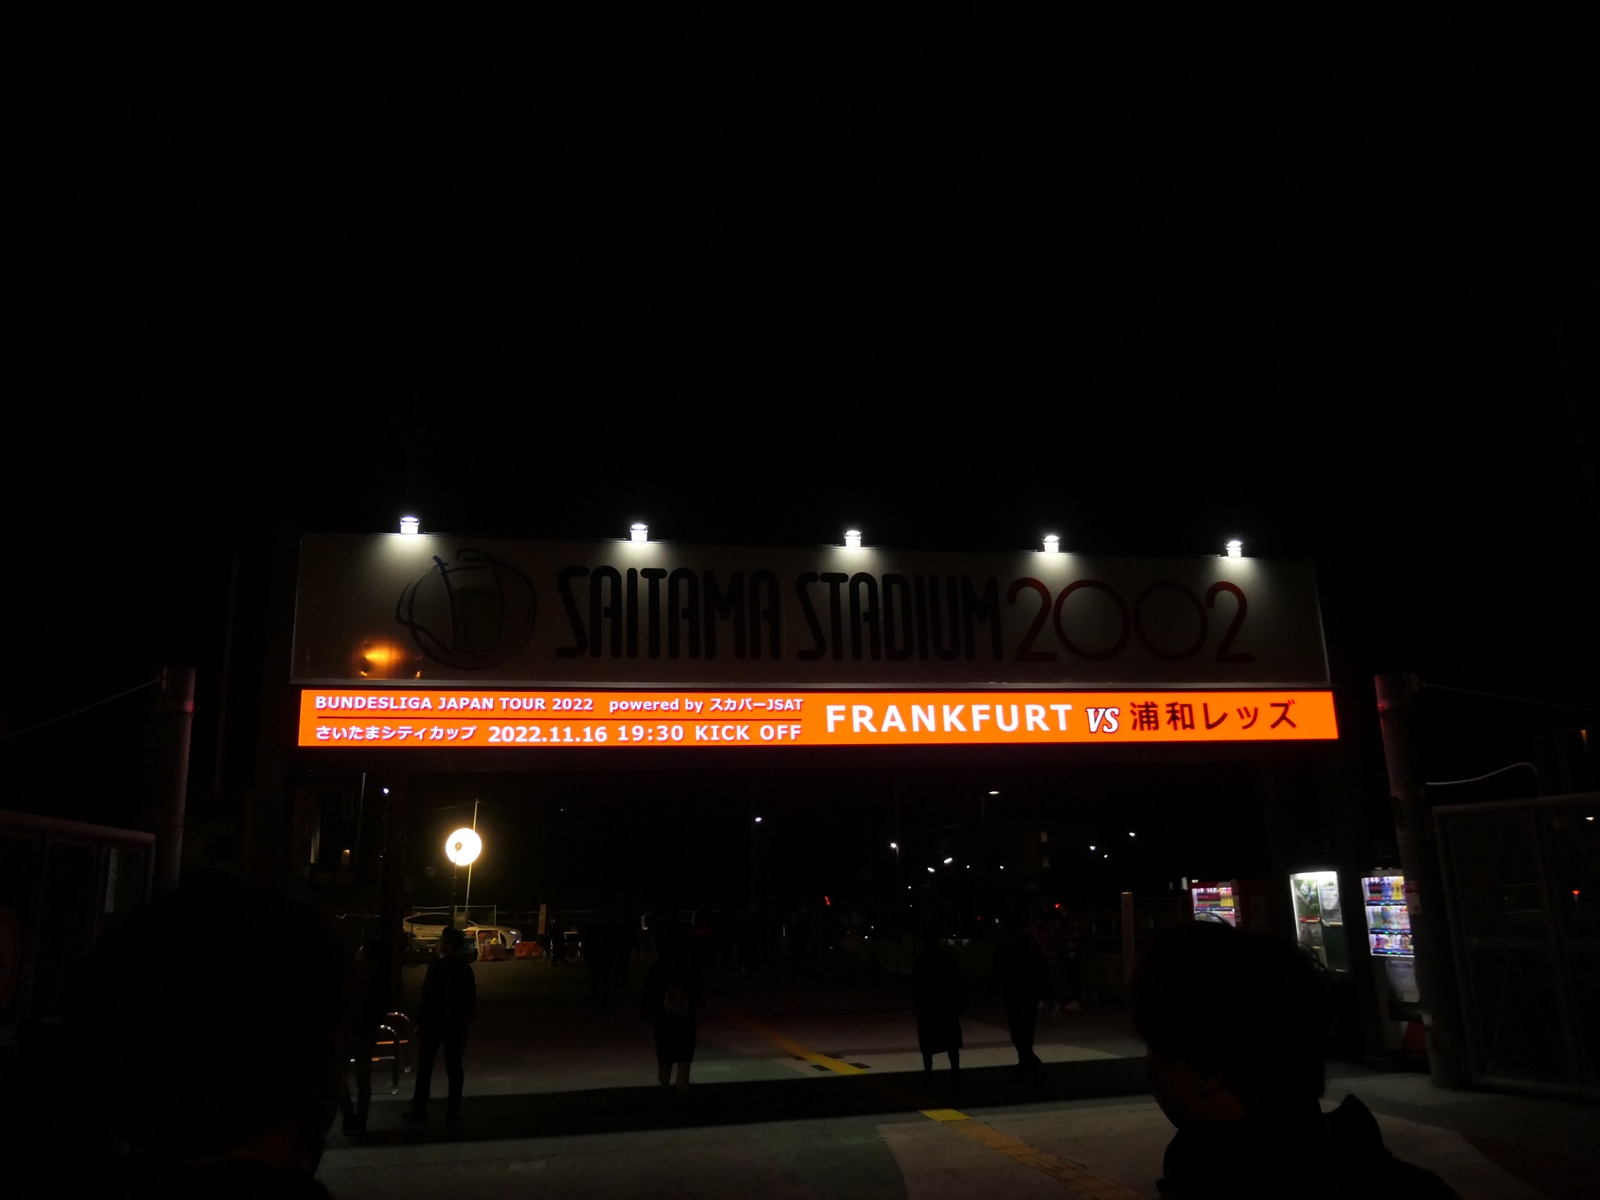 SAITAMA STADIUM 2002
BUNDESLIGA JAPAN TOUR 2022 powered by スカパーJSAT
さいたまシティカップ 2022.11.16 19:30 KICK OFF
FRANKFURT VS 浦和レッズ